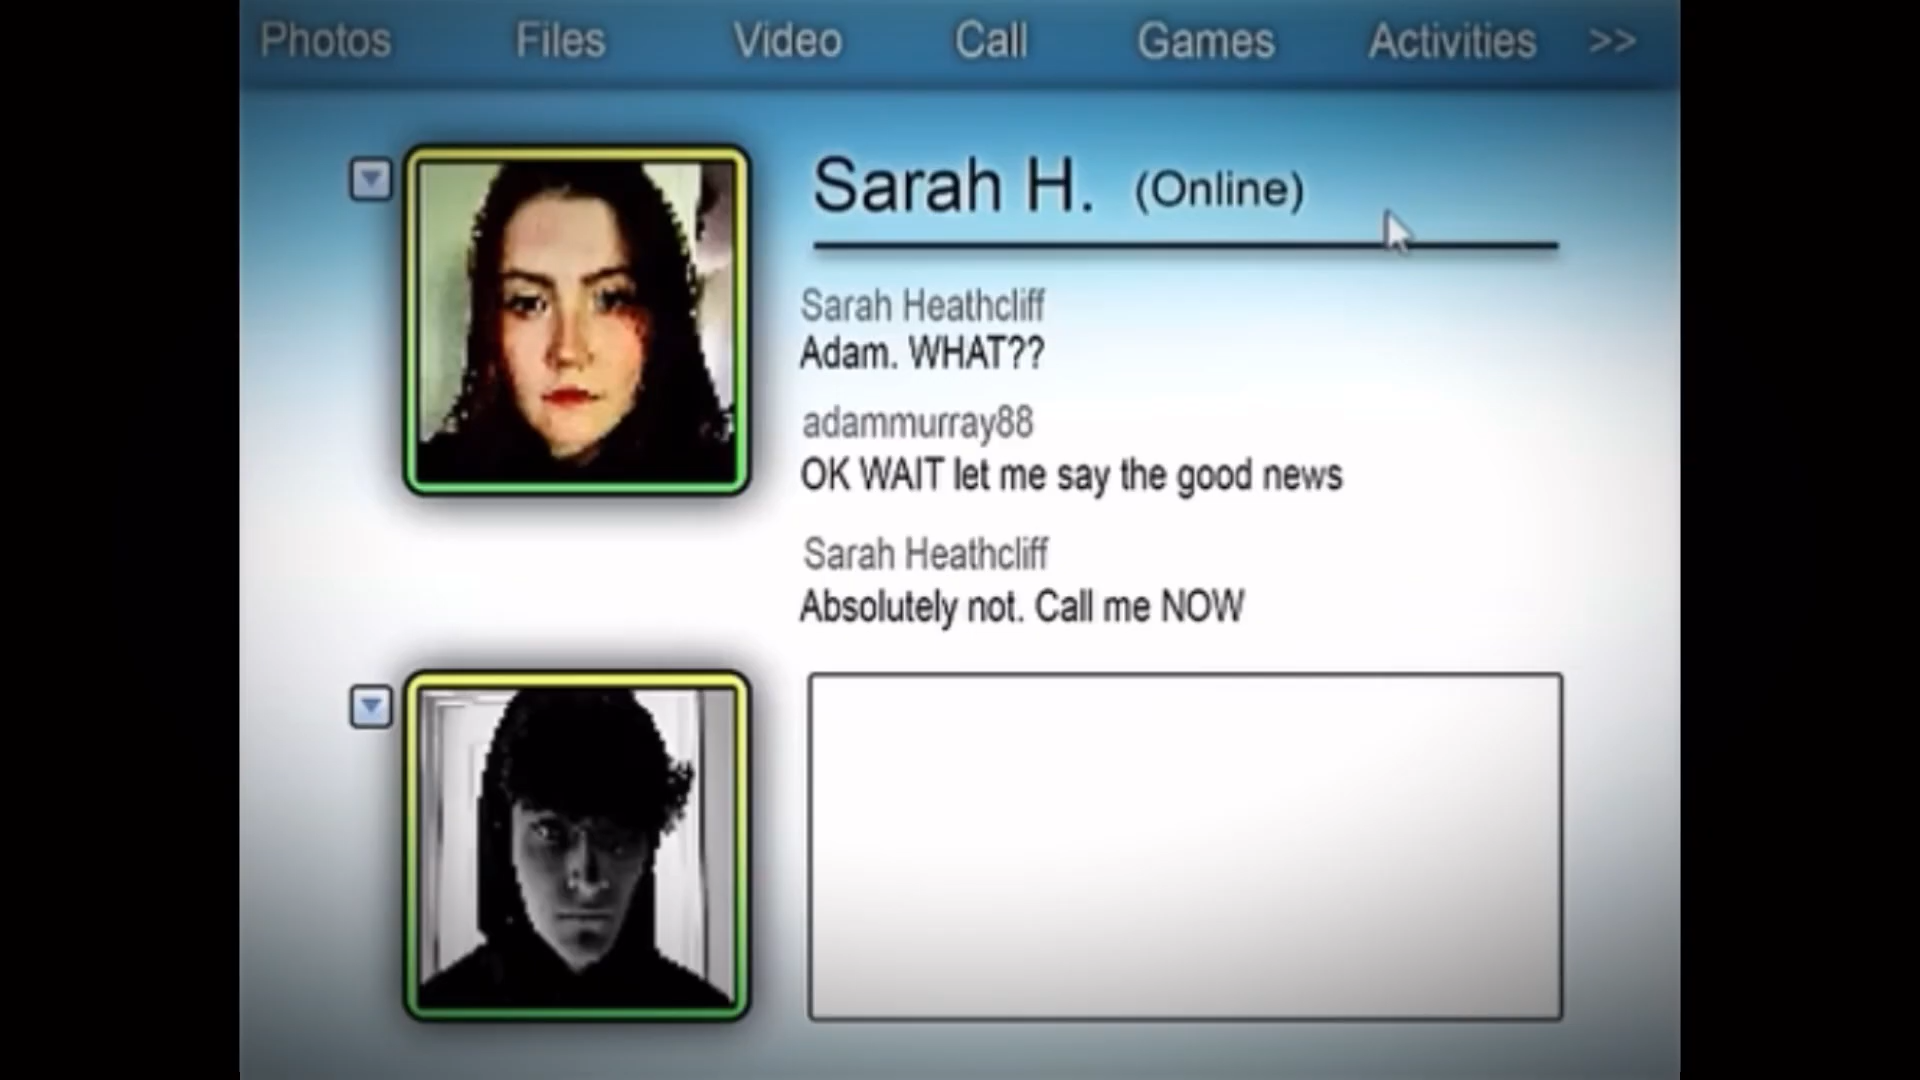 Photos Files Video Call Games Activities >>
Sarah H. (Online)
Sarah Heathcliff
Adam. WHAT??
adammurray88
OK WAIT let me say the good news
Sarah Heathcliff
Absolutely not. Call me NOW